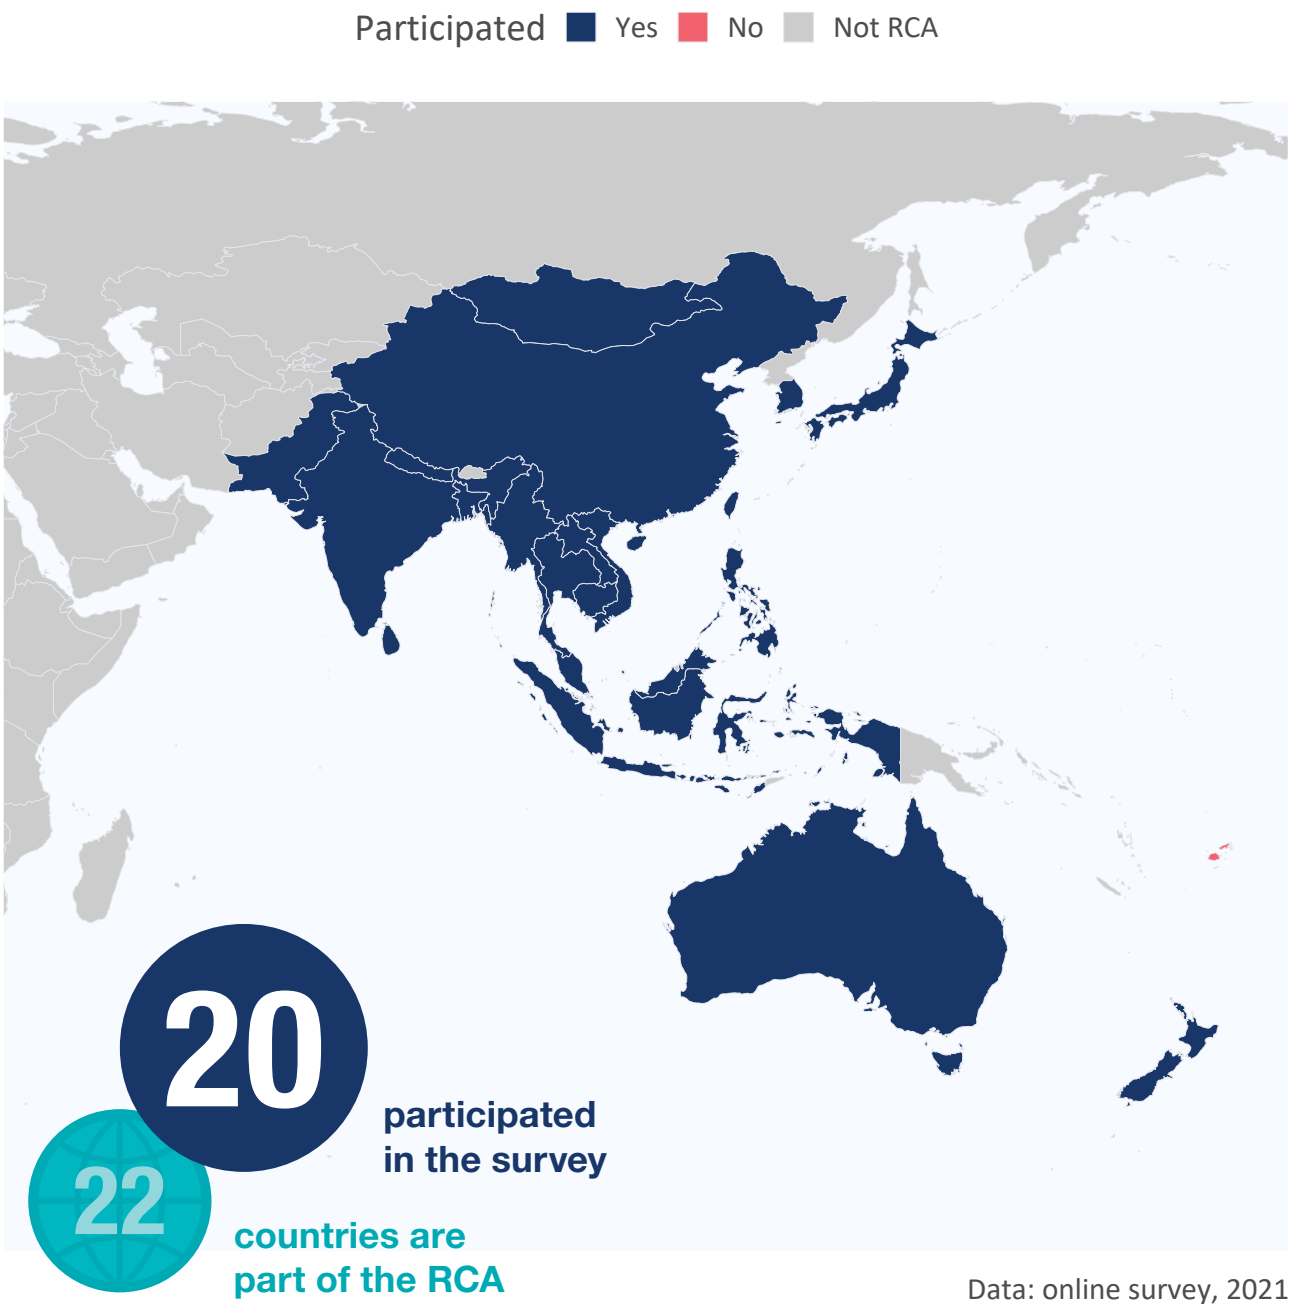 Participated Yes No Not RCA
20
participated
in the survey
22
countries are
part of the RCA
Data: online survey, 2021